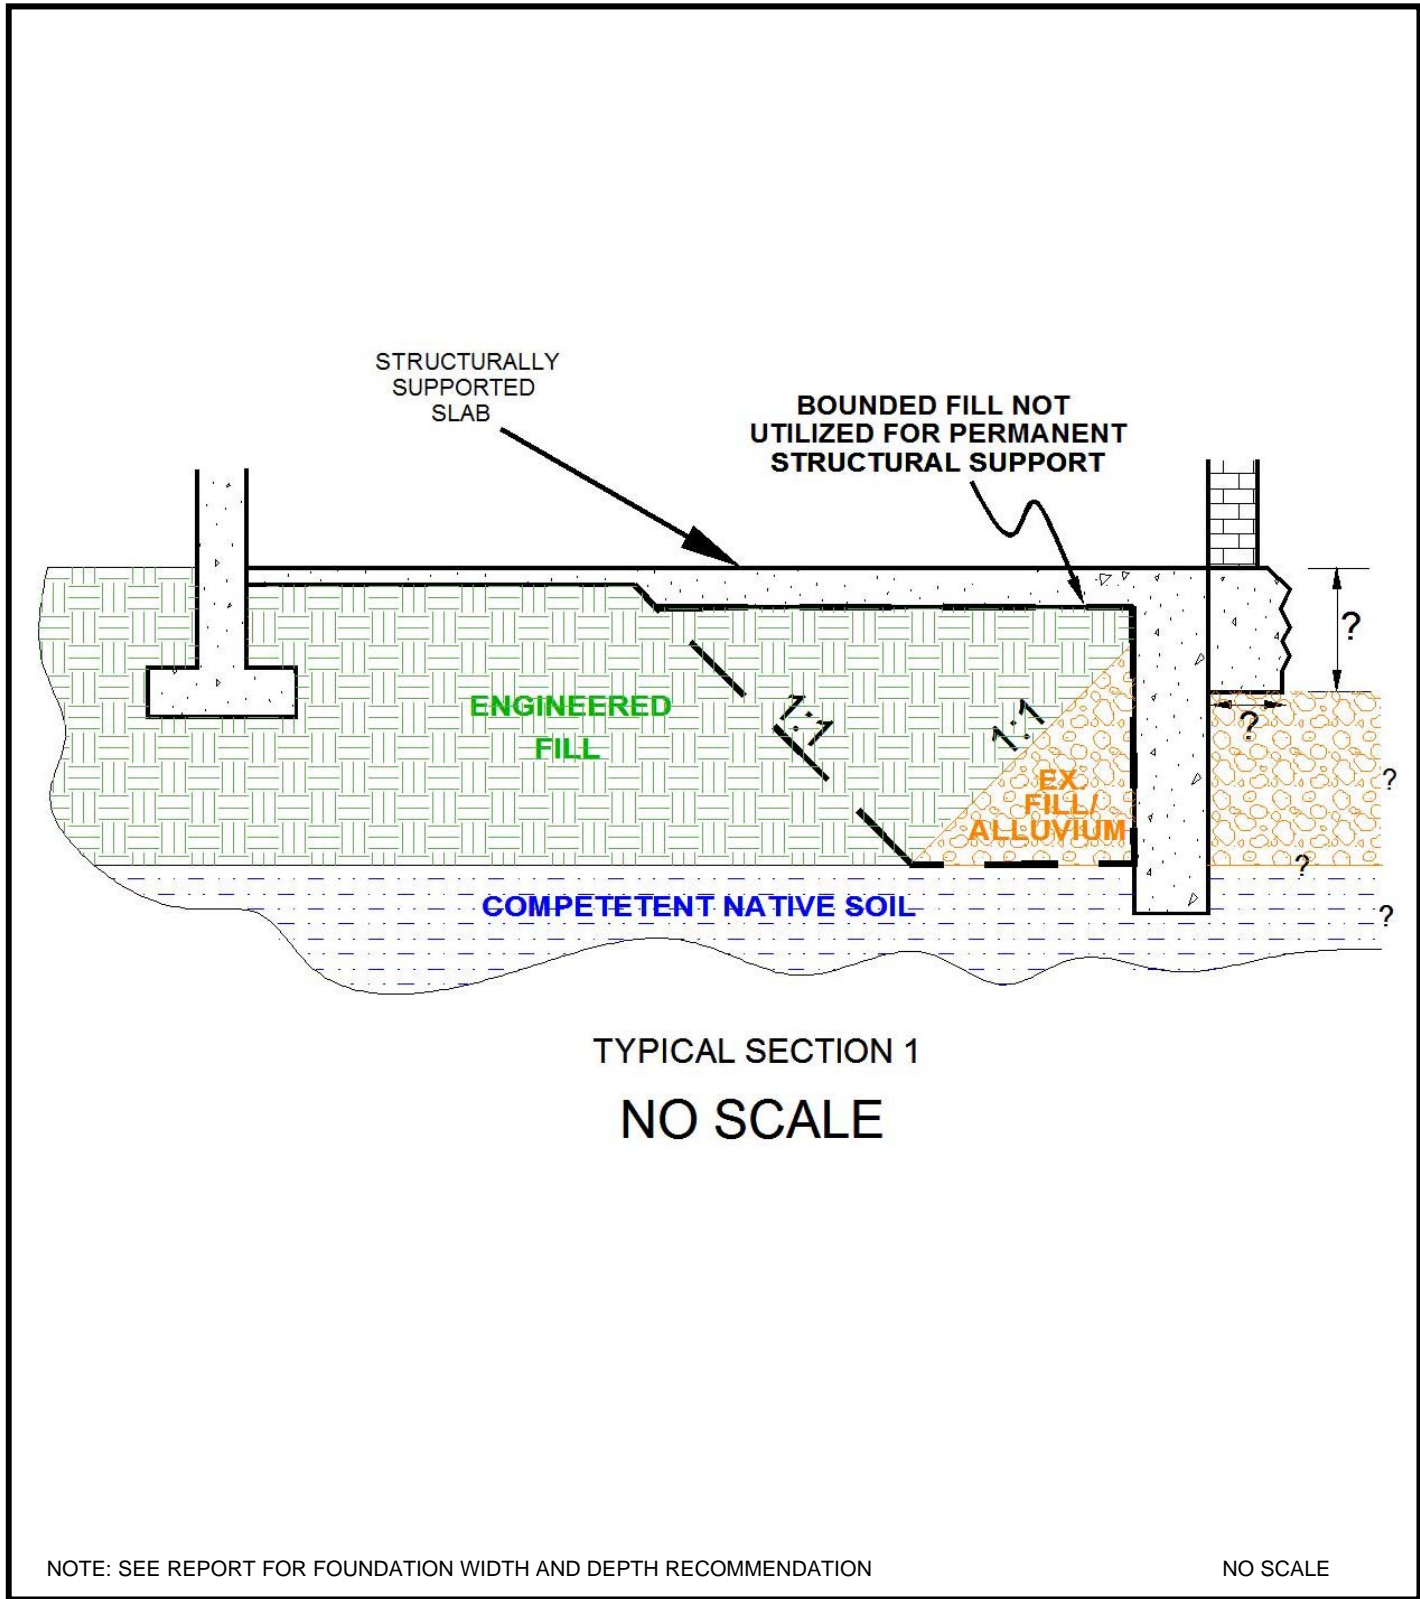 STRUCTURALLY
SUPPORTED
SLAB
BOUNDED FILL NOT
UTILIZED FOR PERMANENT
STRUCTURAL SUPPORT
?
ENGINEERED
FILL
1:1
1:1
?
EX.
FILL/
ALLUVIUM
?
?
COMPETETENT NATIVE SOIL
?
TYPICAL SECTION 1
NO SCALE
NOTE: SEE REPORT FOR FOUNDATION WIDTH AND DEPTH RECOMMENDATION
NO SCALE